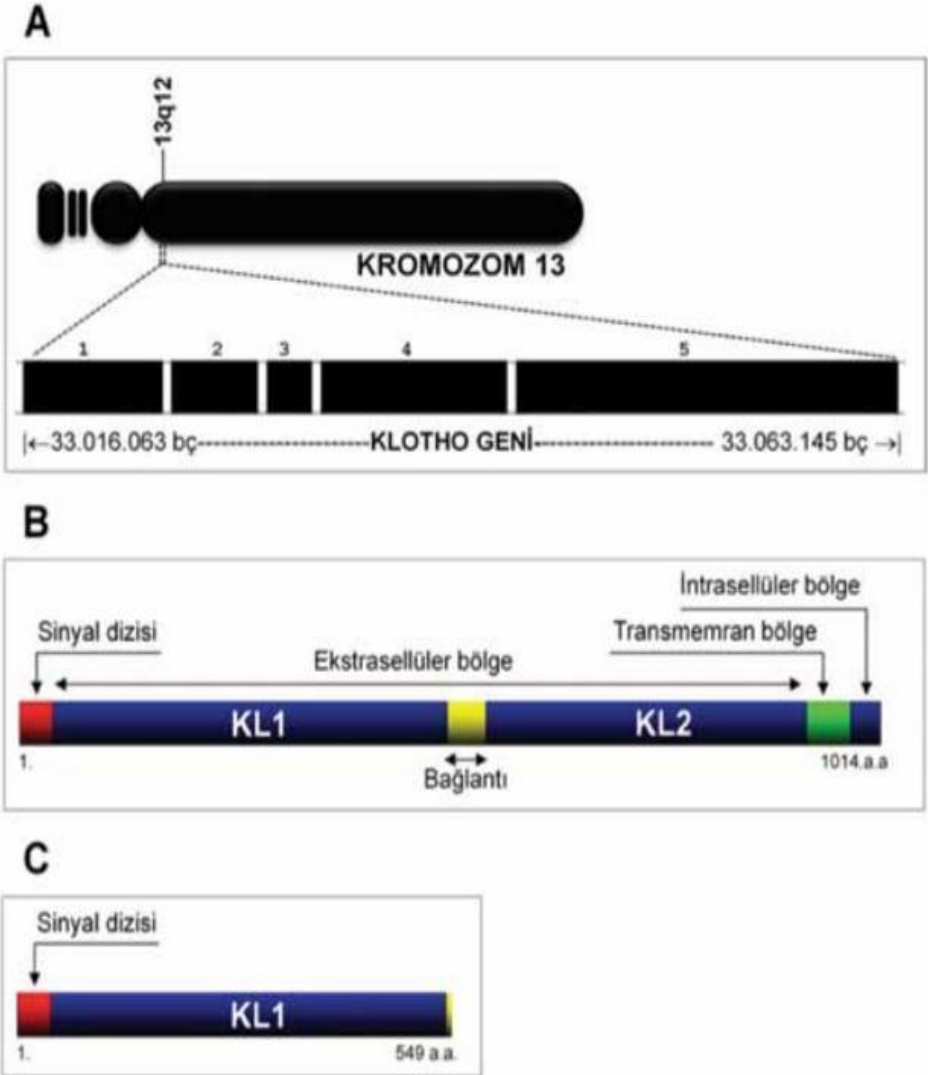 A
13q12
KROMOZOM 13
1 2 3 4 5
|←33.016.063 bç--------------------KLOTHO GENİ-------------------- 33.063.145 bç →|
B
İntrasellüler bölge
Sinyal dizisi
Transmemran bölge
Ekstrasellüler bölge
KL1 KL2
1. 1014.a.a
Bağlantı
C
Sinyal dizisi
KL1
1. 549 a.a.